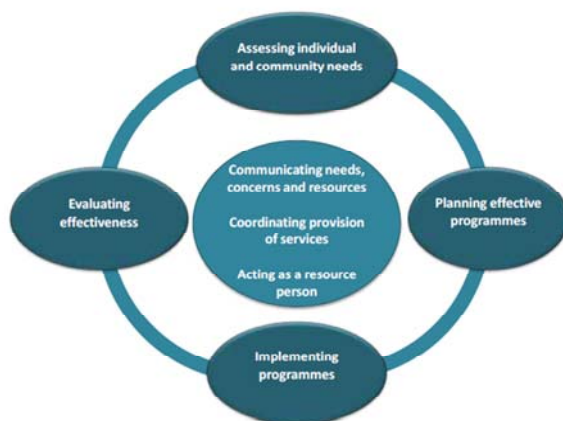 Assessing individual
and community needs
Communicating needs,
concerns and resources
Coordinating provision
of services
Acting as a resource
person
Evaluating
effectiveness
Planning effective
programmes
Implementing
programmes